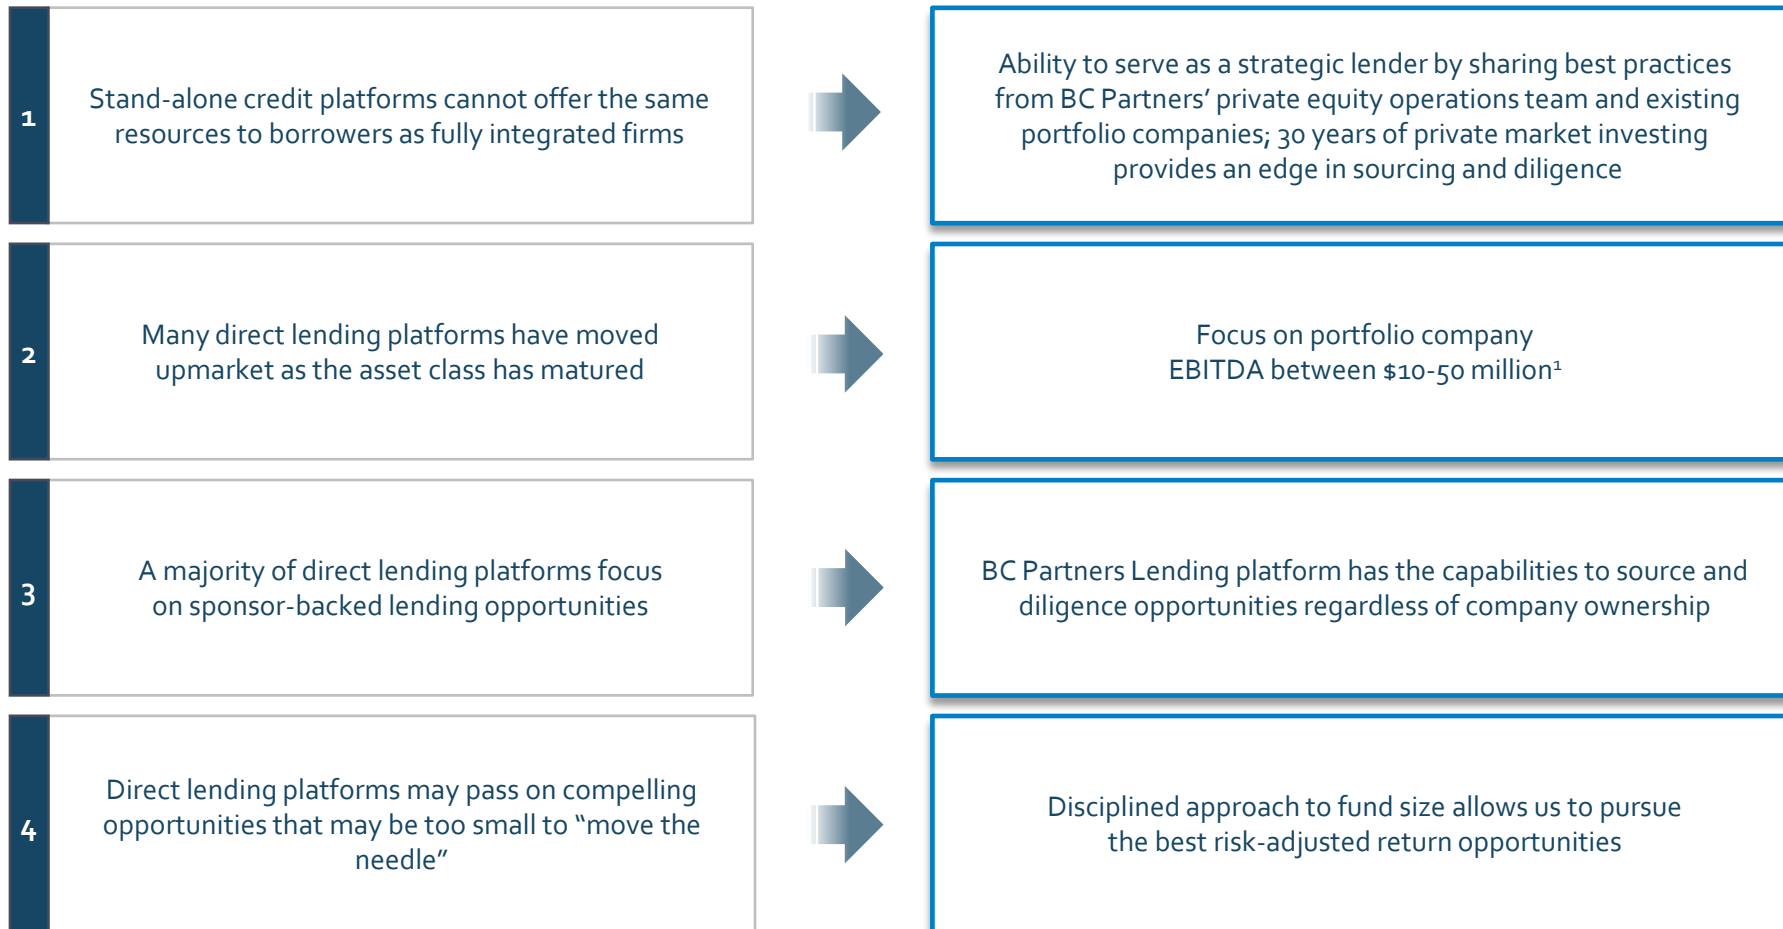 1
Stand-alone credit platforms cannot offer the same
resources to borrowers as fully integrated firms
Ability to serve as a strategic lender by sharing best practices
from BC Partners’ private equity operations team and existing
portfolio companies; 30 years of private market investing
provides an edge in sourcing and diligence
2
Many direct lending platforms have moved
upmarket as the asset class has matured
Focus on portfolio company
EBITDA between $10-50 million¹
3
A majority of direct lending platforms focus
on sponsor-backed lending opportunities
BC Partners Lending platform has the capabilities to source and
diligence opportunities regardless of company ownership
4
Direct lending platforms may pass on compelling
opportunities that may be too small to “move the
needle”
Disciplined approach to fund size allows us to pursue
the best risk-adjusted return opportunities